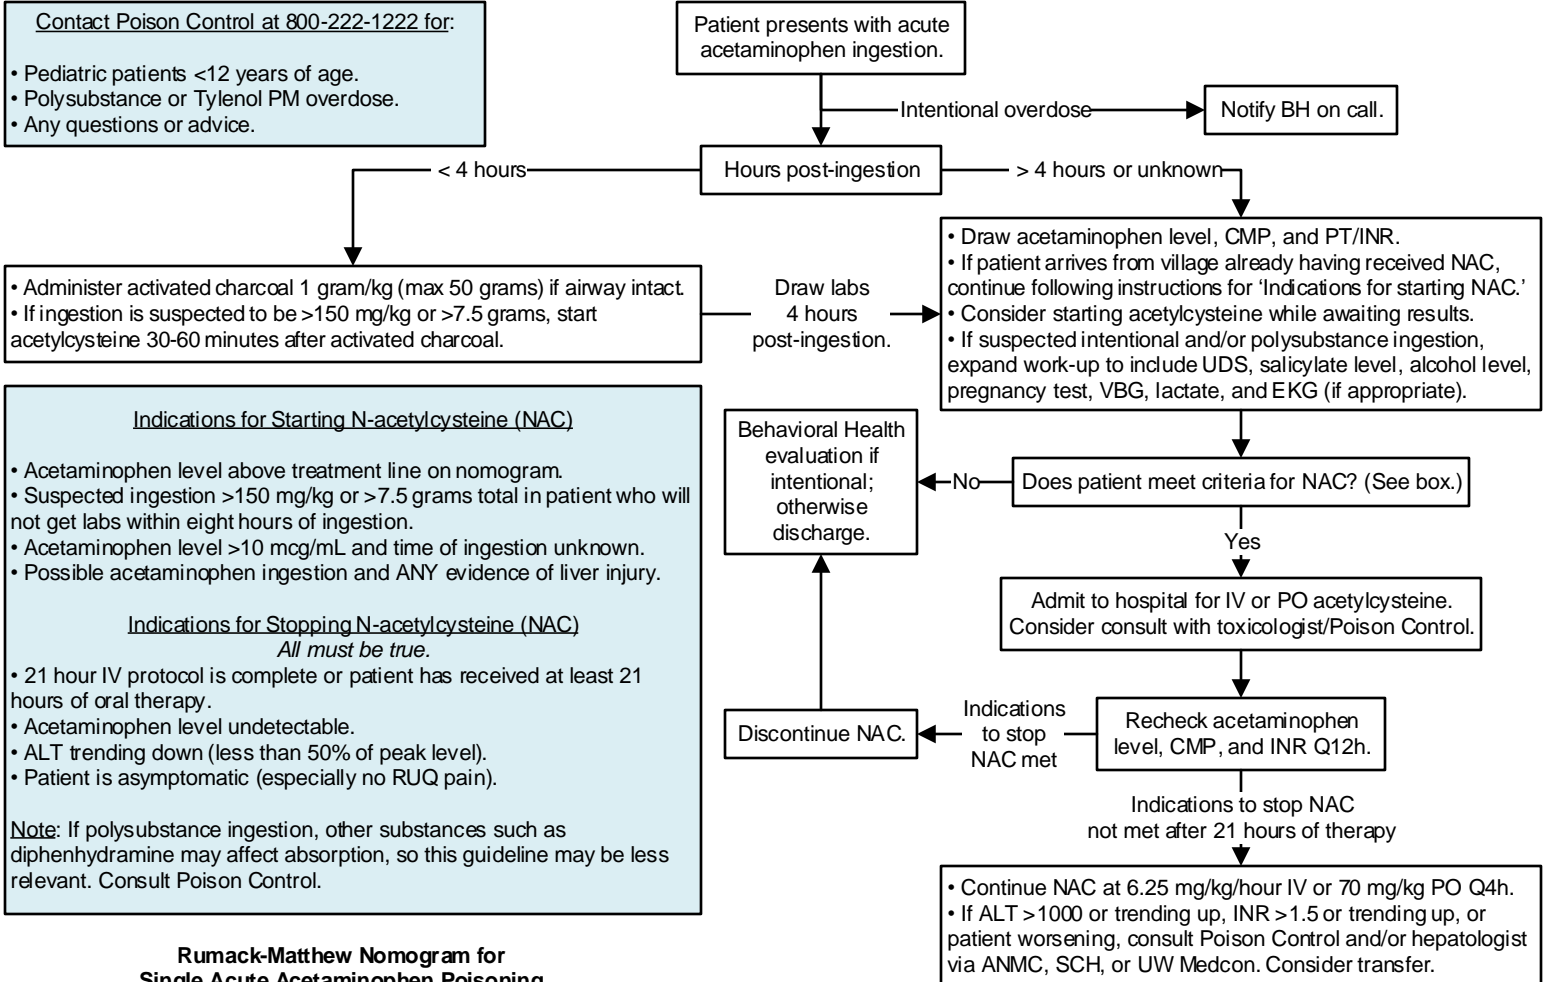 Contact Poison Control at 800-222-1222 for:
• Pediatric patients <12 years of age.
• Polysubstance or Tylenol PM overdose.
• Any questions or advice.
Patient presents with acute
acetaminophen ingestion.
Intentional overdose
Notify BH on call.
Hours post-ingestion
< 4 hours
> 4 hours or unknown
• Administer activated charcoal 1 gram/kg (max 50 grams) if airway intact.
• If ingestion is suspected to be >150 mg/kg or >7.5 grams, start
acetylcysteine 30-60 minutes after activated charcoal.
Draw labs
4 hours
post-ingestion.
• Draw acetaminophen level, CMP, and PT/INR.
• If patient arrives from village already having received NAC,
continue following instructions for ‘Indications for starting NAC.’
• Consider starting acetylcysteine while awaiting results.
• If suspected intentional and/or polysubstance ingestion,
expand work-up to include UDS, salicylate level, alcohol level,
pregnancy test, VBG, lactate, and EKG (if appropriate).
Indications for Starting N-acetylcysteine (NAC)
• Acetaminophen level above treatment line on nomogram.
• Suspected ingestion >150 mg/kg or >7.5 grams total in patient who will
not get labs within eight hours of ingestion.
• Acetaminophen level >10 mcg/mL and time of ingestion unknown.
• Possible acetaminophen ingestion and ANY evidence of liver injury.
Indications for Stopping N-acetylcysteine (NAC)
All must be true.
• 21 hour IV protocol is complete or patient has received at least 21
hours of oral therapy.
• Acetaminophen level undetectable.
• ALT trending down (less than 50% of peak level).
• Patient is asymptomatic (especially no RUQ pain).
Note: If polysubstance ingestion, other substances such as
diphenhydramine may affect absorption, so this guideline may be less
relevant. Consult Poison Control.
Behavioral Health
evaluation if
intentional;
otherwise
discharge.
No
Does patient meet criteria for NAC? (See box.)
Yes
Admit to hospital for IV or PO acetylcysteine.
Consider consult with toxicologist/Poison Control.
Discontinue NAC.
Indications
to stop
NAC met
Recheck acetaminophen
level, CMP, and INR Q12h.
Indications to stop NAC
not met after 21 hours of therapy
• Continue NAC at 6.25 mg/kg/hour IV or 70 mg/kg PO Q4h.
• If ALT >1000 or trending up, INR >1.5 or trending up, or
patient worsening, consult Poison Control and/or hepatologist
via ANMC, SCH, or UW Medcon. Consider transfer.
Rumack-Matthew Nomogram for
Single Acute Acetaminophen Poisoning